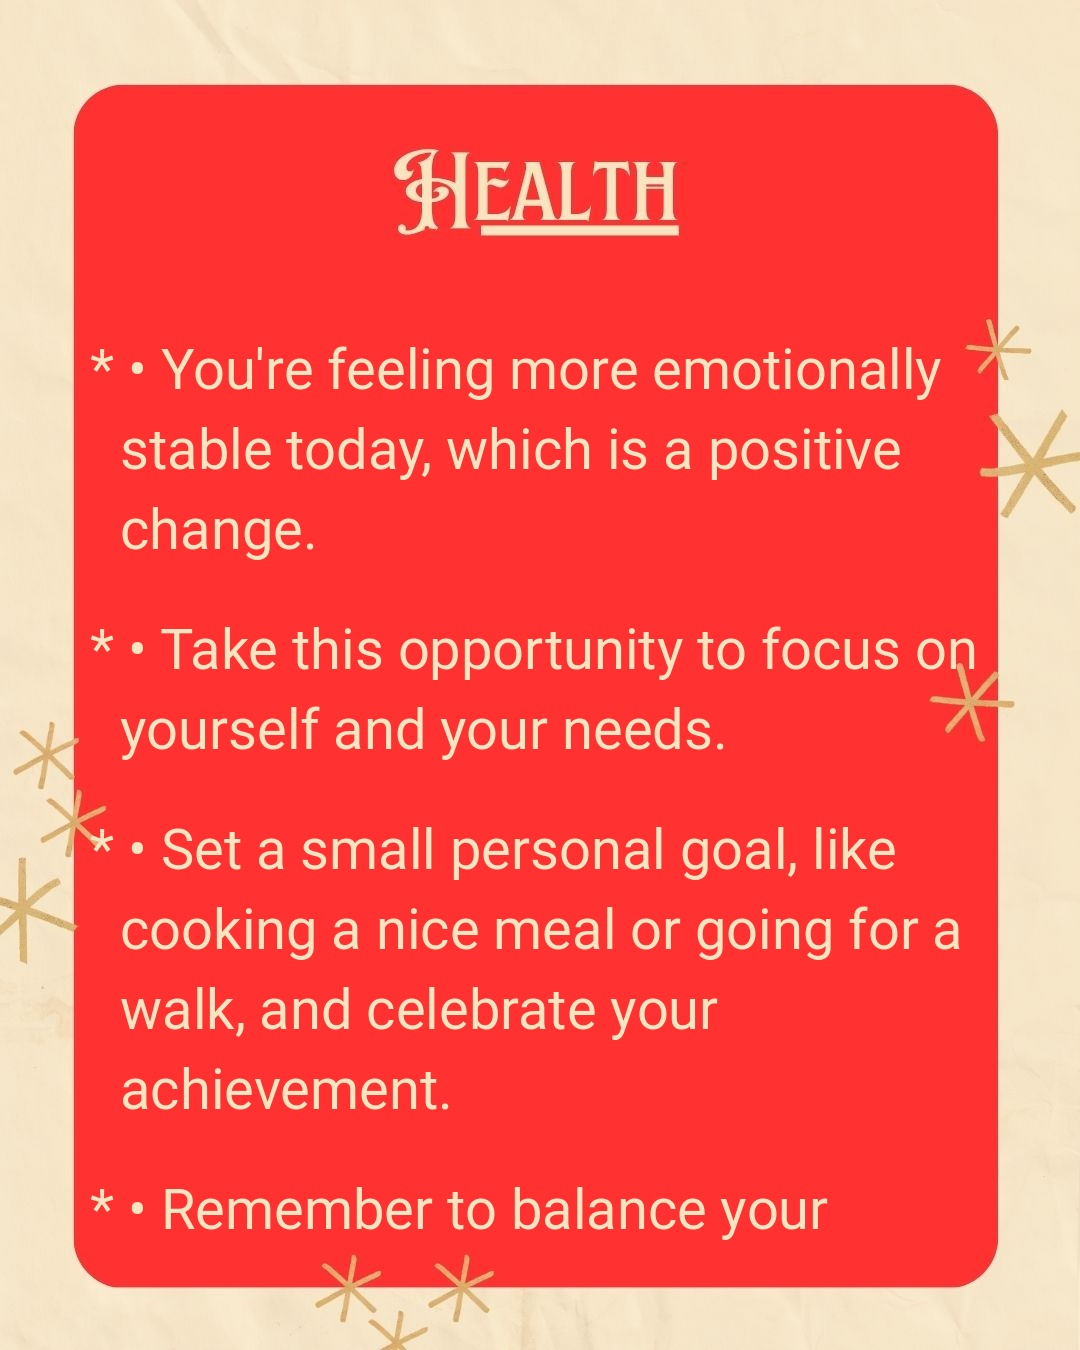 Health
* • You're feeling more emotionally
stable today, which is a positive
change.
* • Take this opportunity to focus on
yourself and your needs.
* • Set a small personal goal, like
cooking a nice meal or going for a
walk, and celebrate your
achievement.
* • Remember to balance your